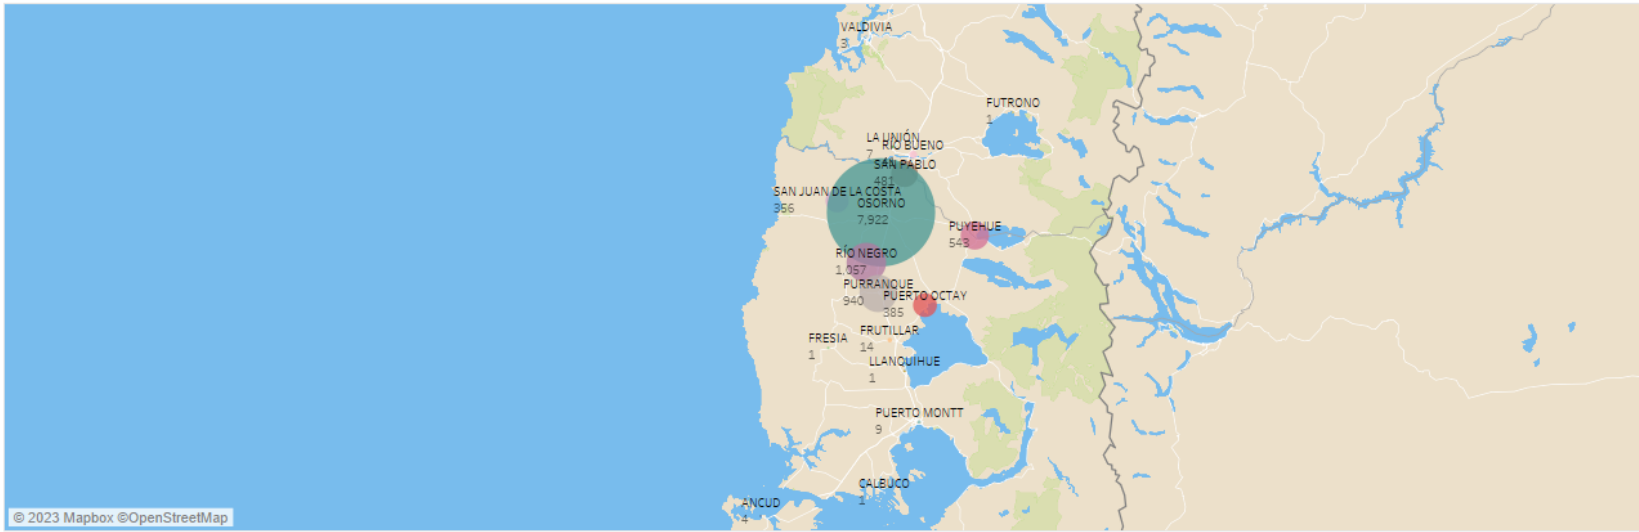 VALDIVIA
3
FUTRONO
1
LA UNIÓN
7
RÍO BUENO
SAN PABLO
481
SAN JUAN DE LA COSTA
356
OSORNO
7,922
PUYEHUE
543
RÍO NEGRO
1,057
PURRANQUE
940
PUERTO OCTAY
385
FRUTILLAR
14
FRESIA
1
LLANQUIHUE
1
PUERTO MONTT
9
CALBUCO
1
ANCUD
4
© 2023 Mapbox ©OpenStreetMap